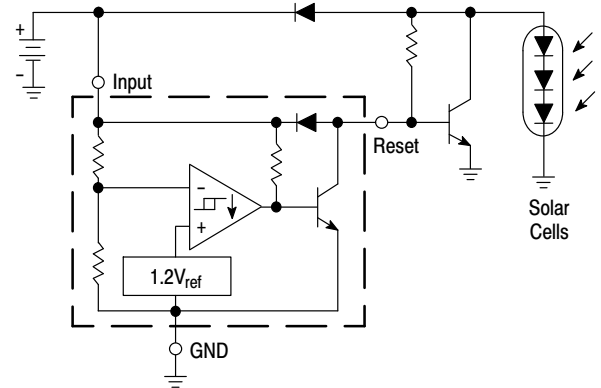 +
-
Input
Reset
-
+
1.2Vref
Solar
Cells
GND